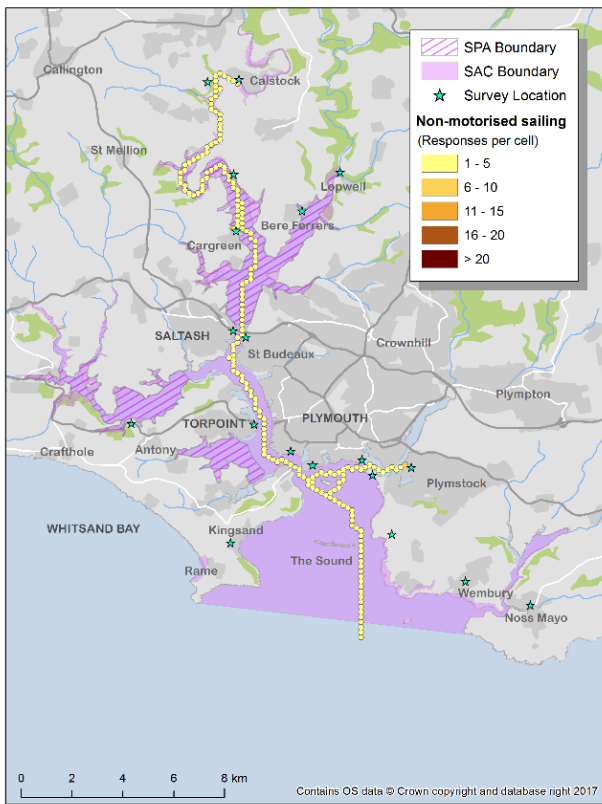 SPA Boundary
SAC Boundary
Survey Location
Non-motorised sailing
(Responses per cell)
1 - 5
6 - 10
11 - 15
16 - 20
> 20
Callington
Calstock
St Mellion
Lopwell
Bere Ferrers
Cargreen
SALTASH
St Budeaux
Crownhill
Plympton
TORPOINT
PLYMOUTH
Crafthole
Antony
Plymstock
WHITSAND BAY
Kingsand
The Sound
Rame
Wembury
Noss Mayo
0 2 4 6 8 km
Contains OS data © Crown copyright and database right 2017